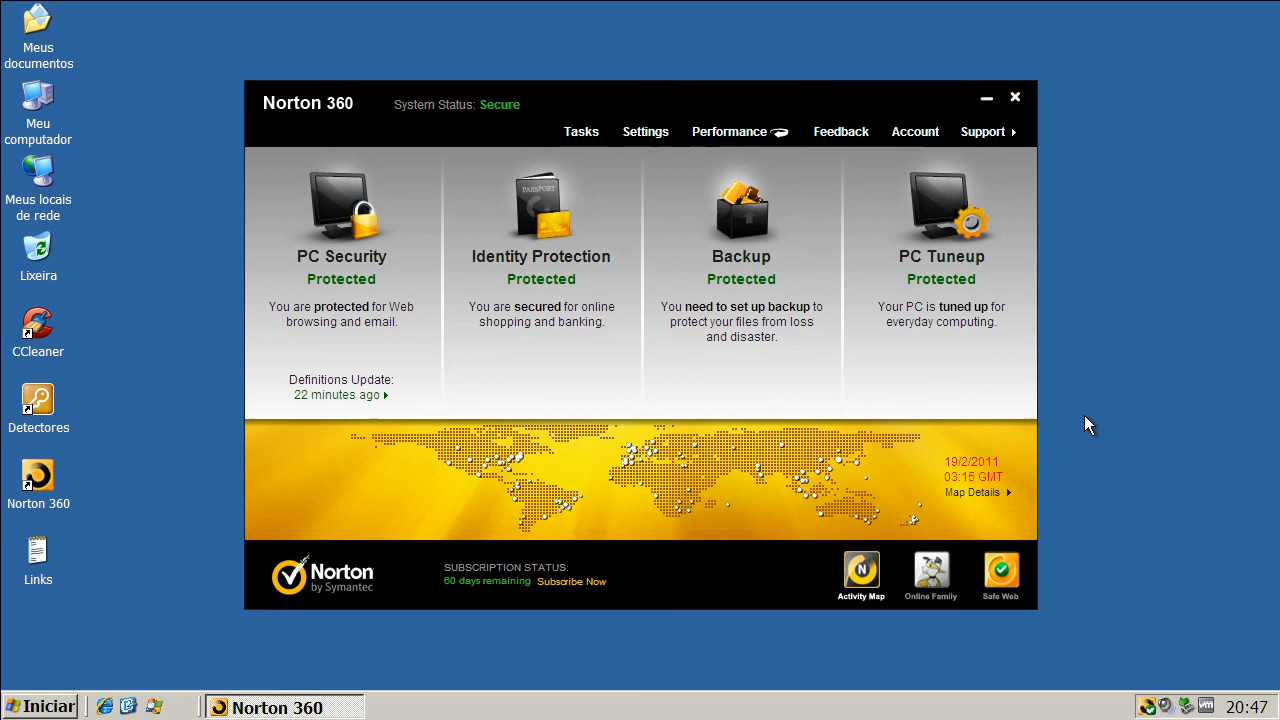 Meus
documentos
Meu
computador
Meus locais
de rede
Lixeira
CCleaner
Detectores
Norton 360
Links
Norton 360
System Status: Secure
Tasks
Settings
Performance
Feedback
Account
Support
PASSPORT
PC Security
Protected
You are protected for Web
browsing and email.
Definitions Update:
22 minutes ago
Identity Protection
Protected
You are secured for online
shopping and banking.
Backup
Protected
You need to set up backup to
protect your files from loss
and disaster.
PC Tuneup
Protected
Your PC is tuned up for
everyday computing.
19/2/2011
03:15 GMT
Map Details
Norton
by Symantec
SUBSCRIPTION STATUS:
60 days remaining Subscribe Now
N
Activity Map
Online Family
Safe Web
Iniciar
Norton 360
vm
20:47